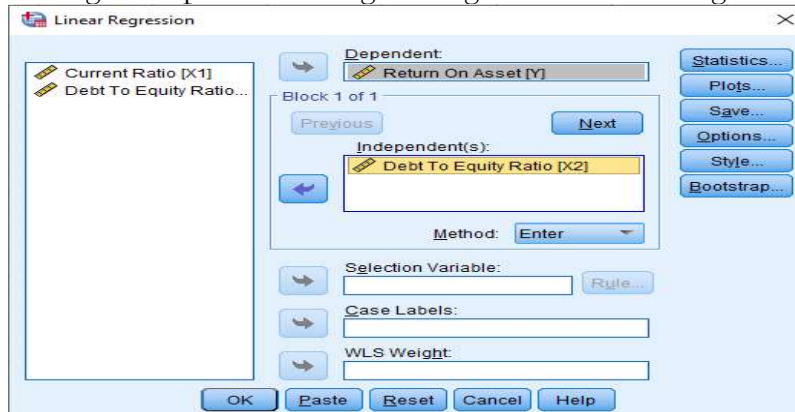 Linear Regression
Current Ratio [X1]
Debt To Equity Ratio...
Dependent:
Return On Asset [Y]
Block 1 of 1
Previous
Next
Independent(s):
Debt To Equity Ratio [X2]
Method:
Enter
Selection Variable:
Rule...
Case Labels:
WLS Weight:
Statistics...
Plots...
Save...
Options...
Style...
Bootstrap...
OK
Paste
Reset
Cancel
Help